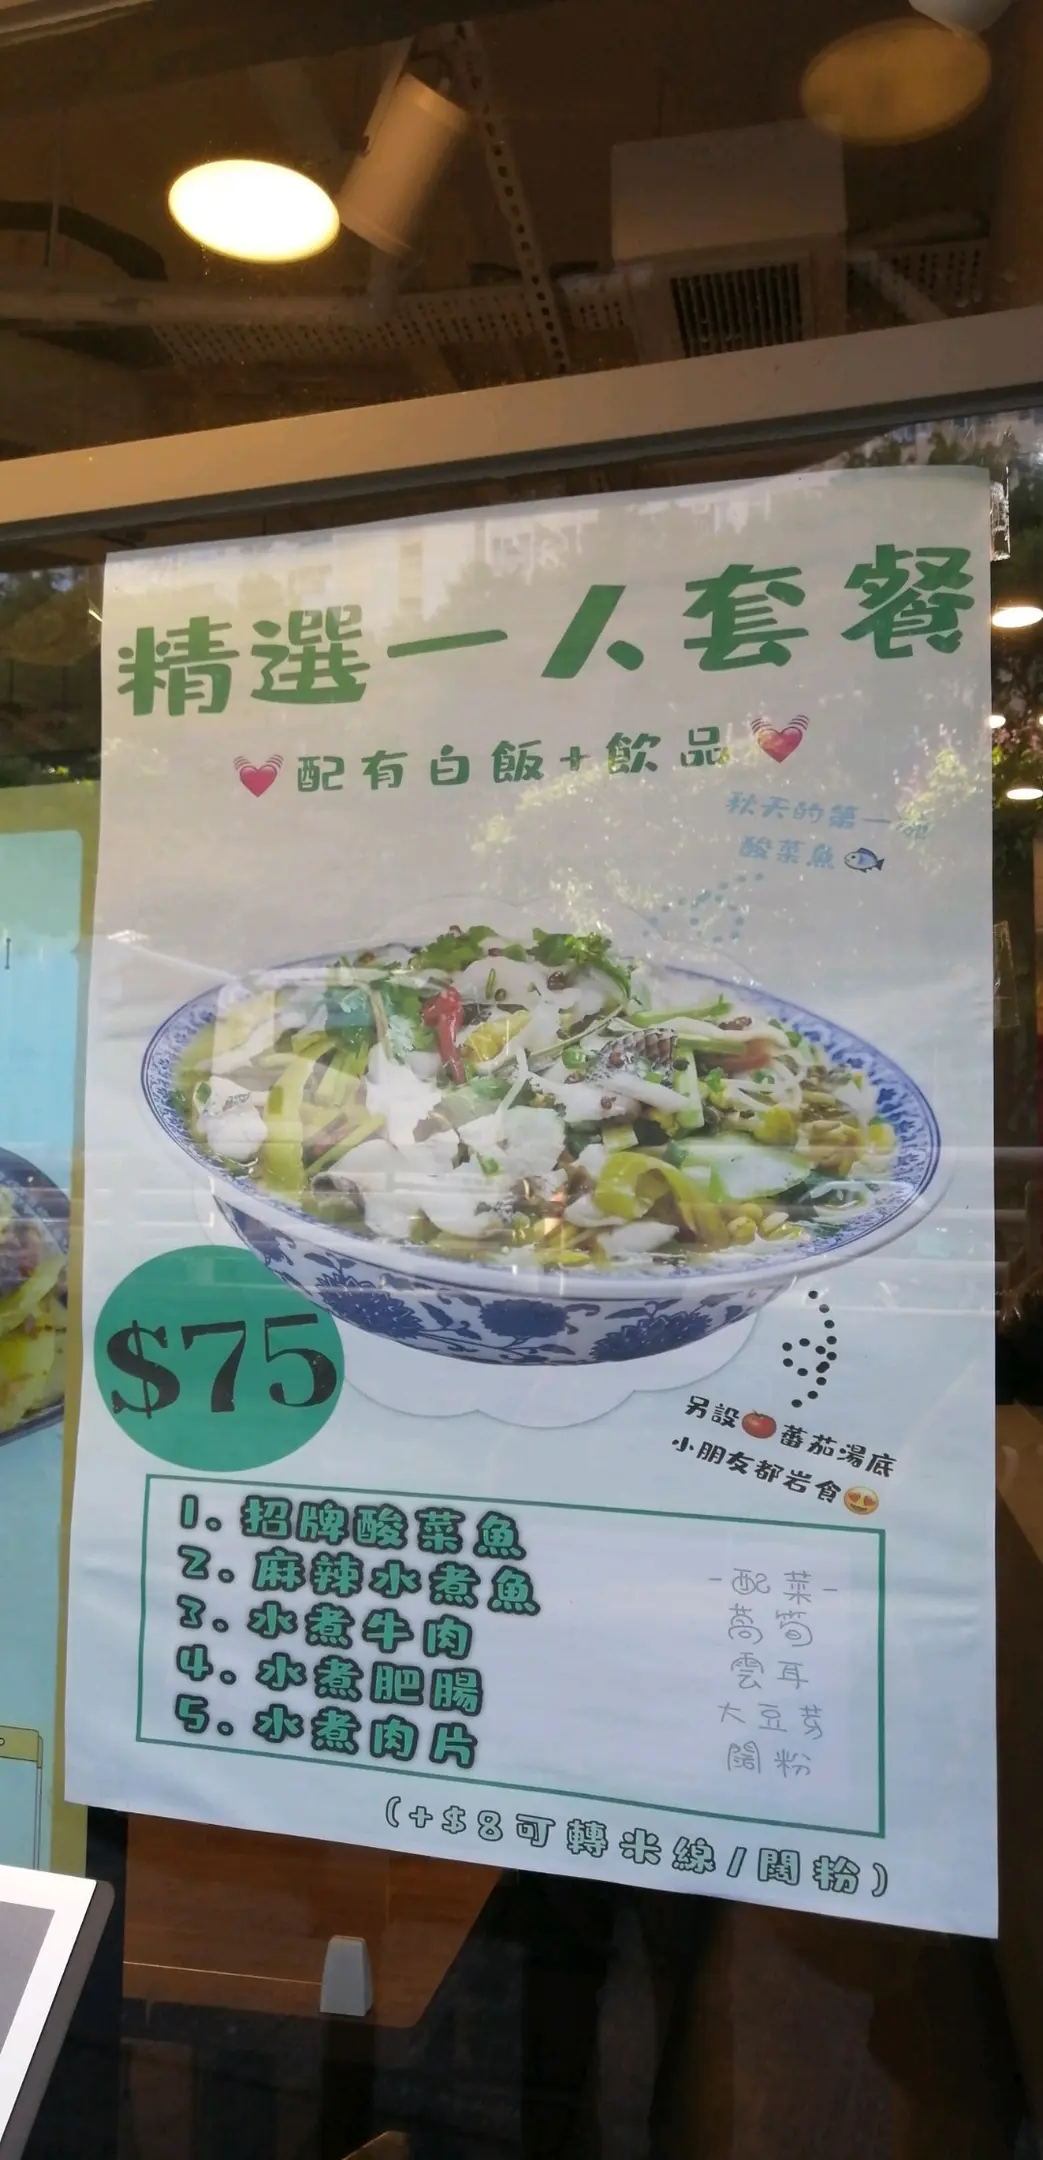 精選一人套餐
配有白飯+飲品
秋天的第一
酸菜魚
$75
另設🍅蕃茄湯底
小朋友都岩食😍
1. 招牌酸菜魚
2. 麻辣水煮魚
3. 水煮牛肉
4. 水煮肥腸
5. 水煮肉片
-配菜-
萵筍
雲耳
大豆芽
闊粉
(+$8可轉米線/闊粉)